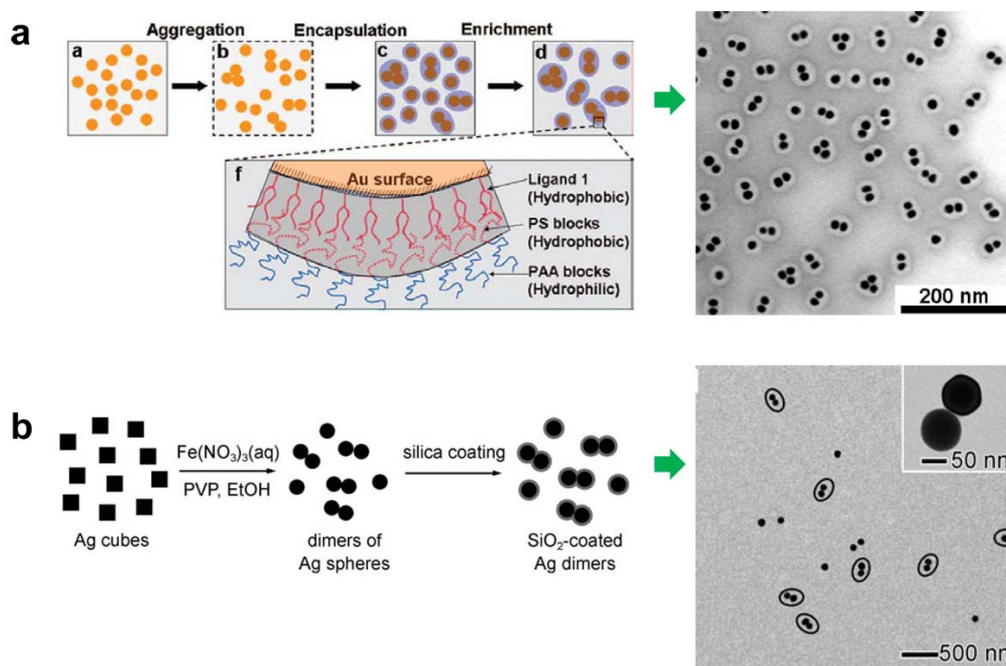 a
Aggregation Encapsulation Enrichment
a b c d
f
Au surface
Ligand 1
(Hydrophobic)
PS blocks
(Hydrophobic)
PAA blocks
(Hydrophilic)
200 nm
b
Ag cubes
Fe(NO₃)₃(aq)
PVP, EtOH
dimers of
Ag spheres
silica coating
SiO₂-coated
Ag dimers
50 nm
500 nm